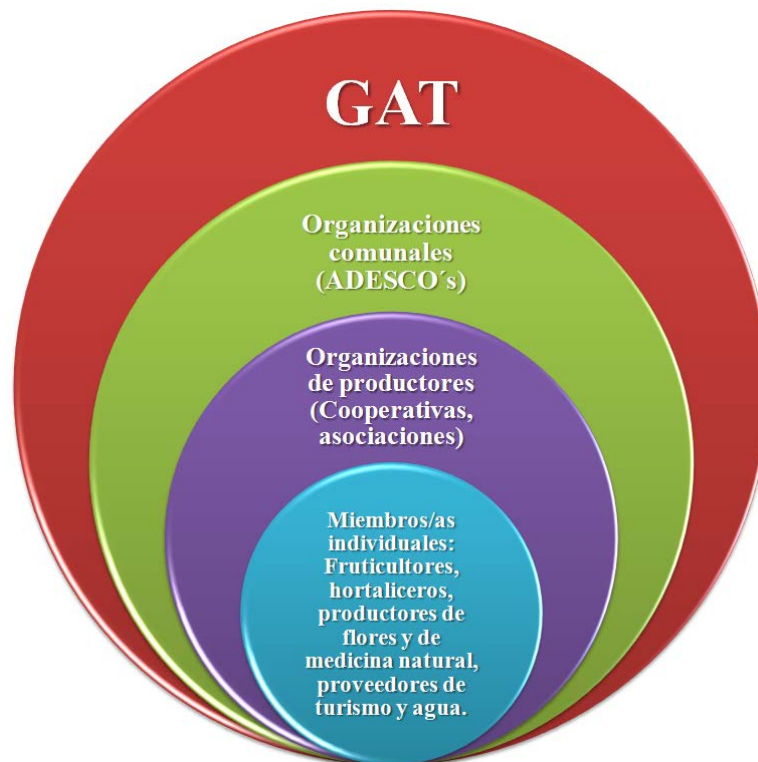 GAT
Organizaciones
comunales
(ADESCO´s)
Organizaciones
de productores
(Cooperativas,
asociaciones)
Miembros/as
individuales:
Fruticultores,
hortaliceros,
productores de
flores y de
medicina natural,
proveedores de
turismo y agua.